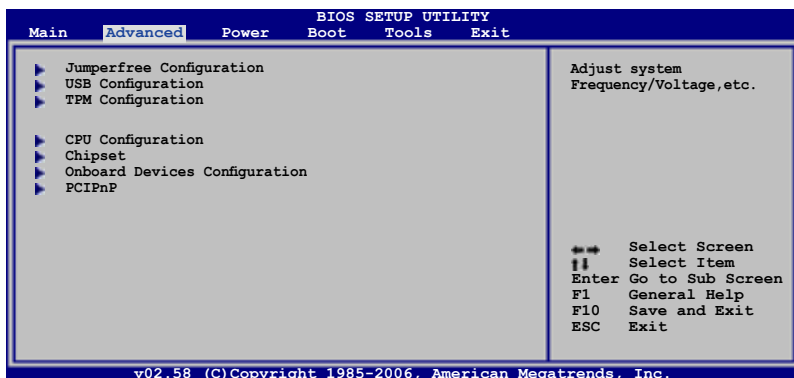 BIOS SETUP UTILITY
Main Advanced Power Boot Tools Exit
Jumperfree Configuration
USB Configuration
TPM Configuration
CPU Configuration
Chipset
Onboard Devices Configuration
PCIPnP
Adjust system
Frequency/Voltage,etc.
Select Screen
Select Item
Enter Go to Sub Screen
F1 General Help
F10 Save and Exit
ESC Exit
v02.58 (C)Copyright 1985-2006, American Megatrends, Inc.